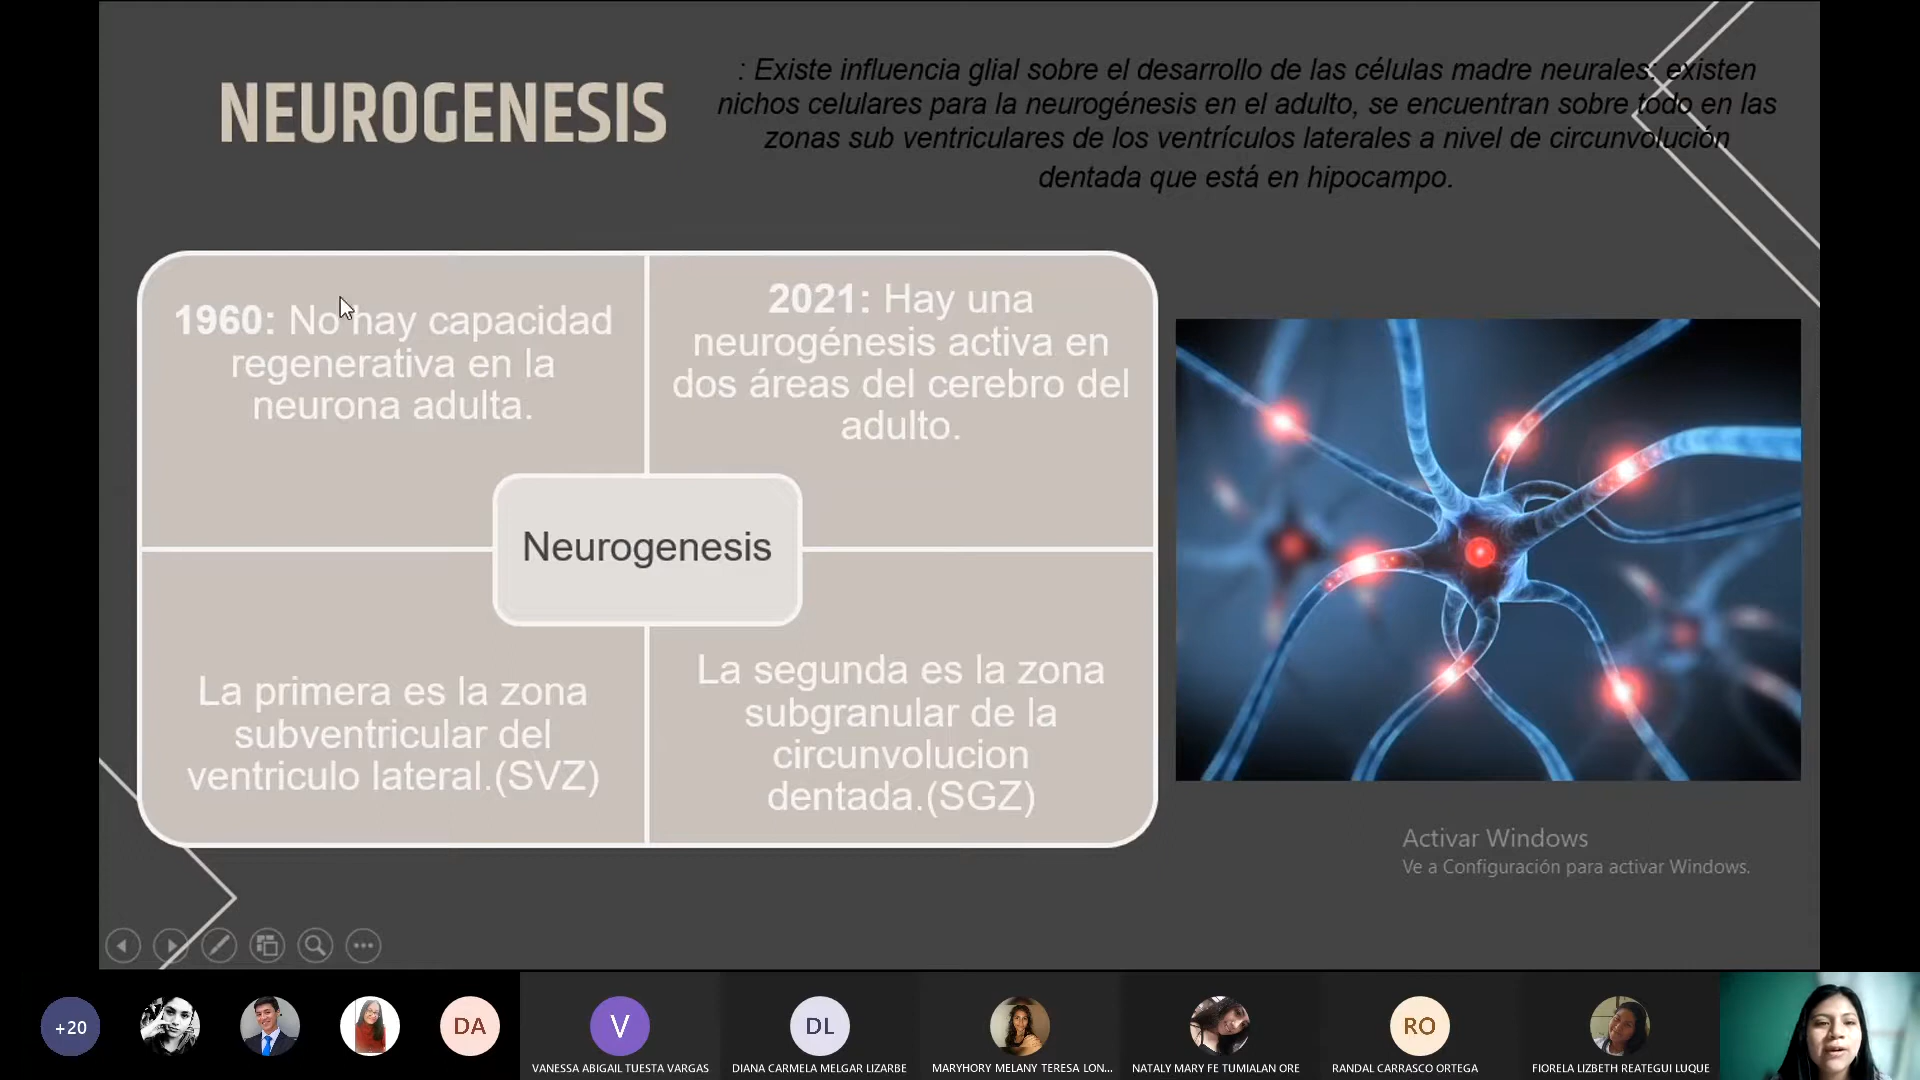 NEUROGENESIS
: Existe influencia glial sobre el desarrollo de las células madre neurales: existen
nichos celulares para la neurogénesis en el adulto, se encuentran sobre todo en las
zonas sub ventriculares de los ventrículos laterales a nivel de circunvolución
dentada que está en hipocampo.
1960: No hay capacidad
regenerativa en la
neurona adulta.
2021: Hay una
neurogénesis activa en
dos áreas del cerebro del
adulto.
Neurogenesis
La primera es la zona
subventricular del
ventriculo lateral.(SVZ)
La segunda es la zona
subgranular de la
circunvolucion
dentada.(SGZ)
Activar Windows
Ve a Configuración para activar Windows.
+20
DA
V
DL
RO
VANESSA ABIGAIL TUESTA VARGAS
DIANA CARMELA MELGAR LIZARBE
MARYHORY MELANY TERESA LON...
NATALY MARY FE TUMIALAN ORE
RANDAL CARRASCO ORTEGA
FIORELA LIZBETH REATEGUI LUQUE